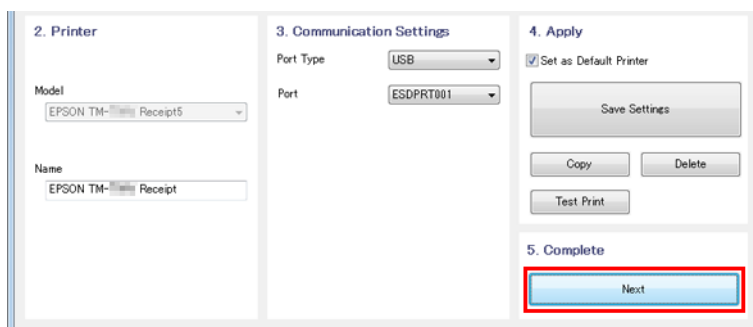 2. Printer
Model
EPSON TM- Receipt5
Name
EPSON TM- Receipt
3. Communication Settings
Port Type
USB
Port
ESDPRT001
4. Apply
Set as Default Printer
Save Settings
Copy
Delete
Test Print
5. Complete
Next